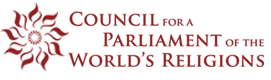 COUNCIL FOR A
PARLIAMENT OF THE
WORLD'S RELIGIONS